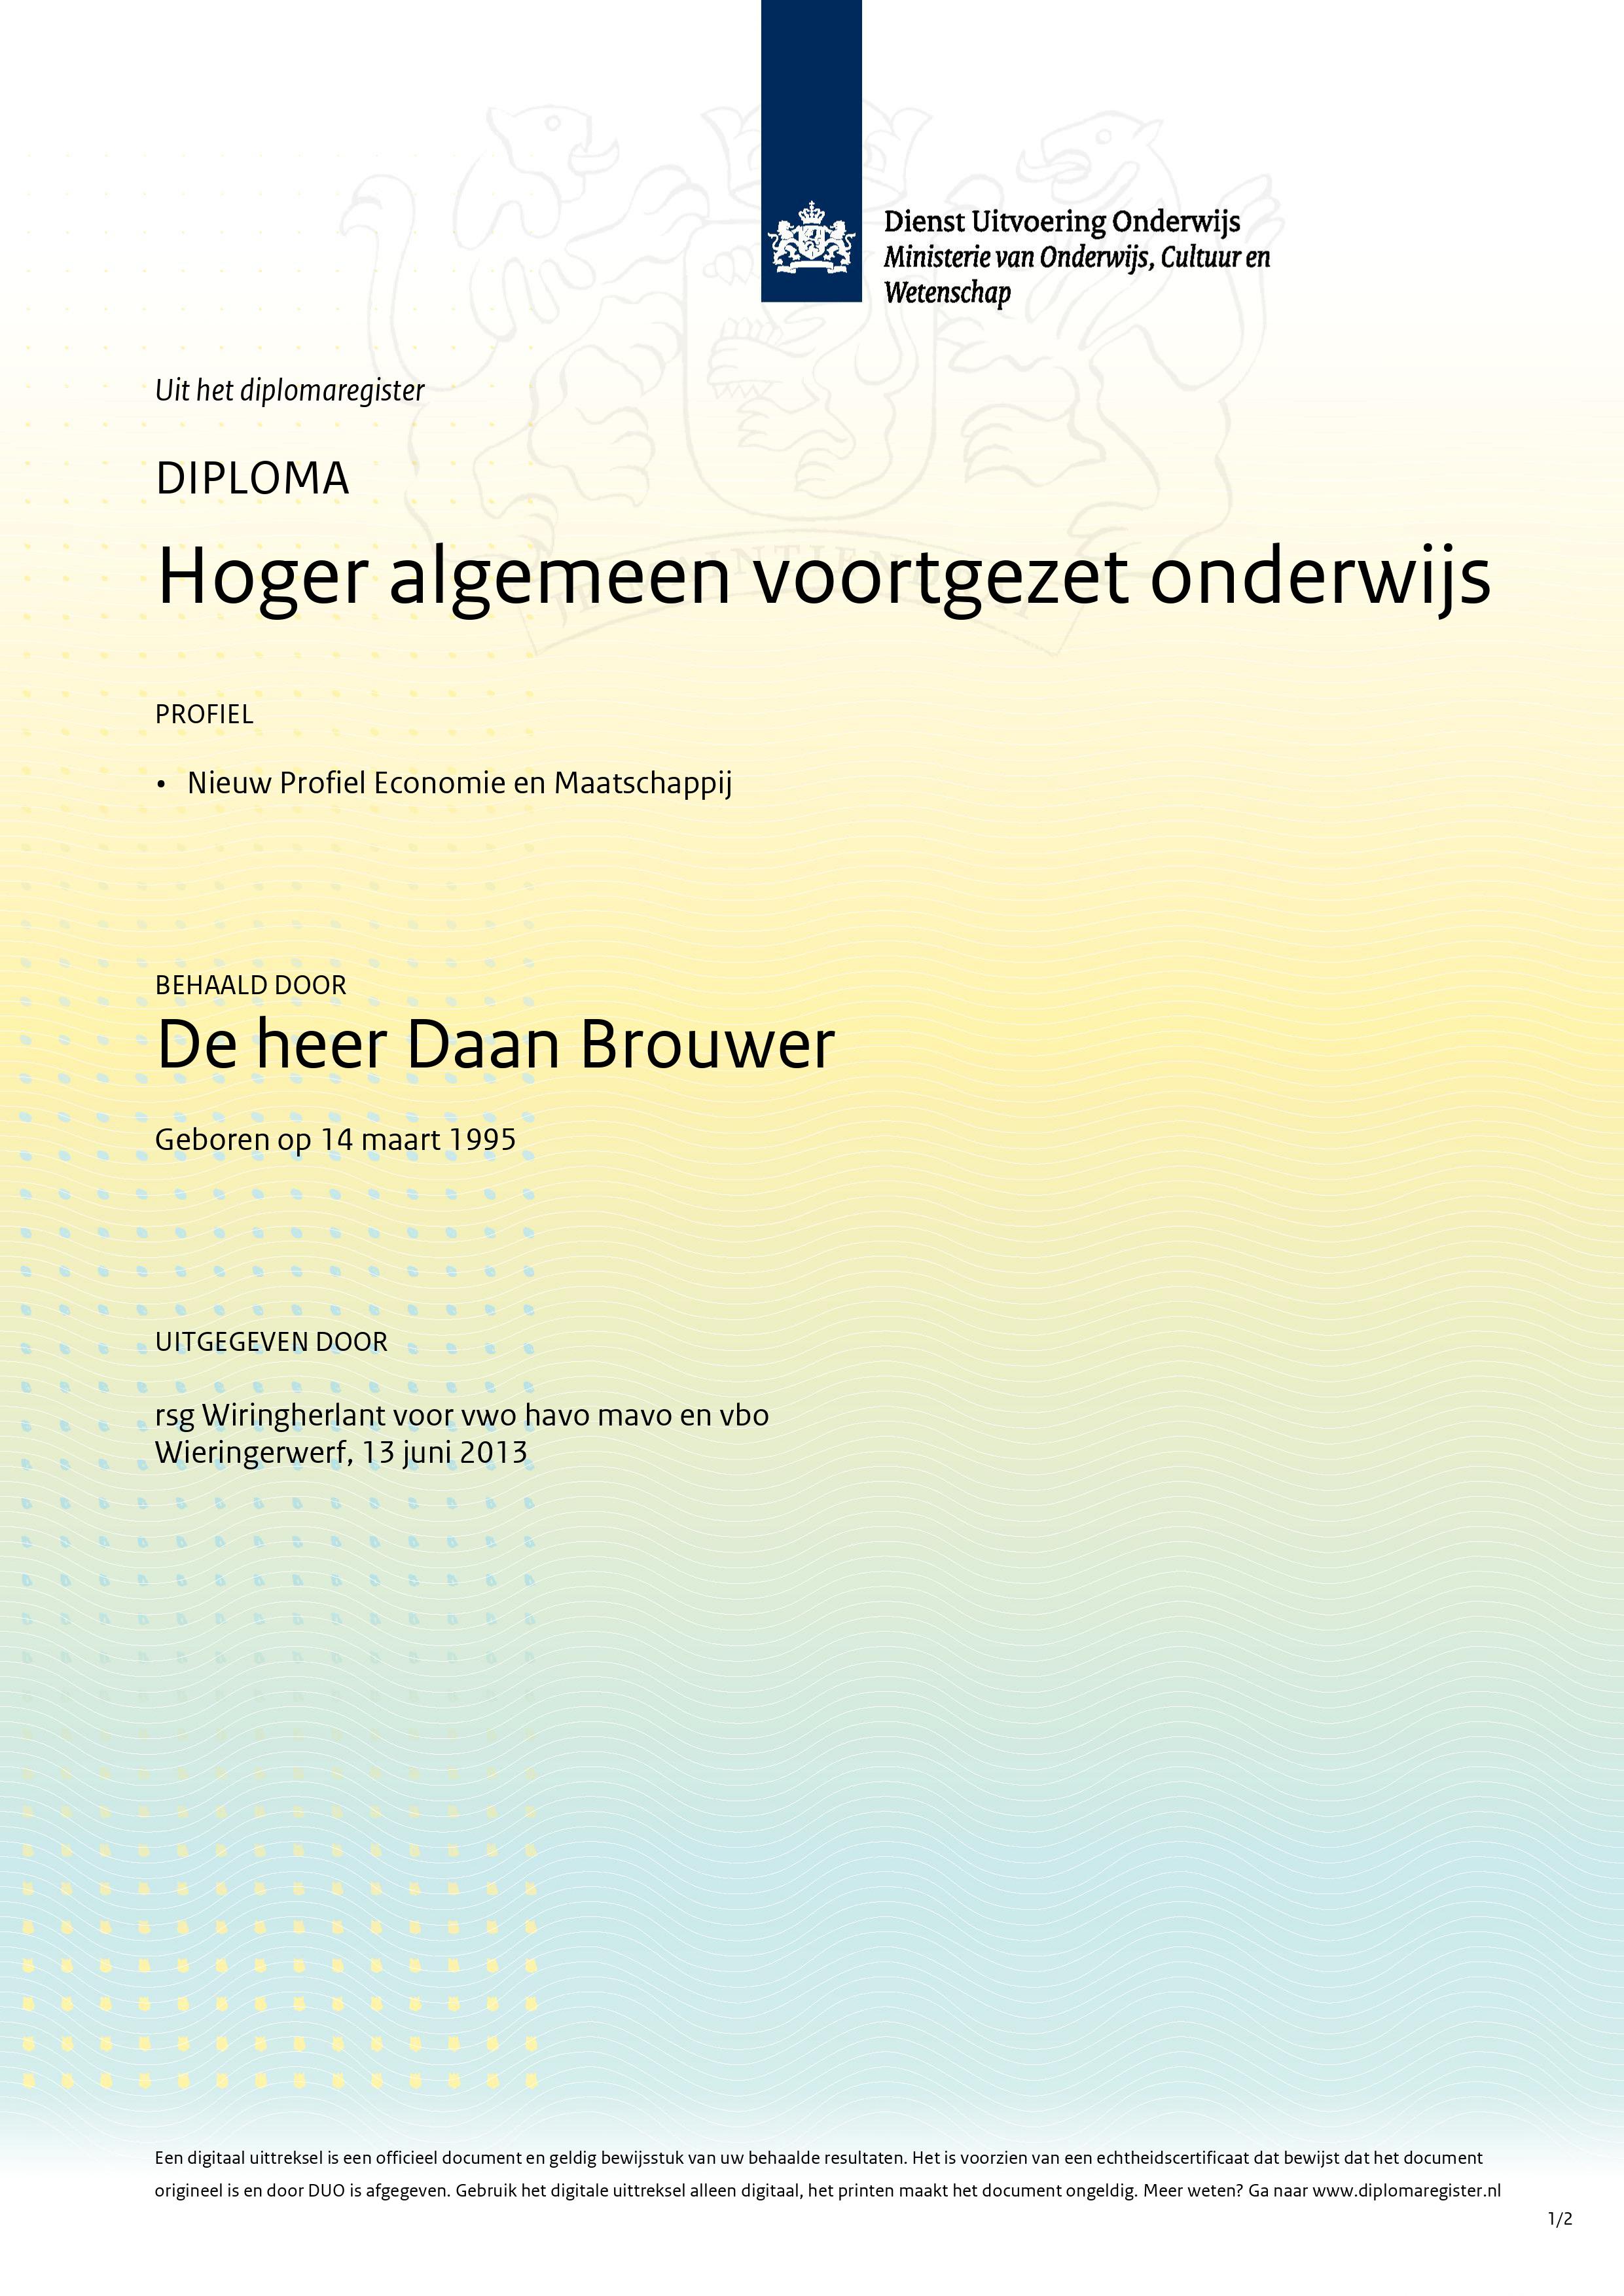 Dienst Uitvoering Onderwijs
Ministerie van Onderwijs, Cultuur en
Wetenschap
Uit het diplomaregister
DIPLOMA
Hoger algemeen voortgezet onderwijs
PROFIEL
• Nieuw Profiel Economie en Maatschappij
BEHAALD DOOR
De heer Daan Brouwer
Geboren op 14 maart 1995
UITGEGEVEN DOOR
rsg Wiringherlant voor vwo havo mavo en vbo
Wieringerwerf, 13 juni 2013
Een digitaal uittreksel is een officieel document en geldig bewijsstuk van uw behaalde resultaten. Het is voorzien van een echtheidscertificaat dat bewijst dat het document
origineel is en door DUO is afgegeven. Gebruik het digitale uittreksel alleen digitaal, het printen maakt het document ongeldig. Meer weten? Ga naar www.diplomaregister.nl
1/2